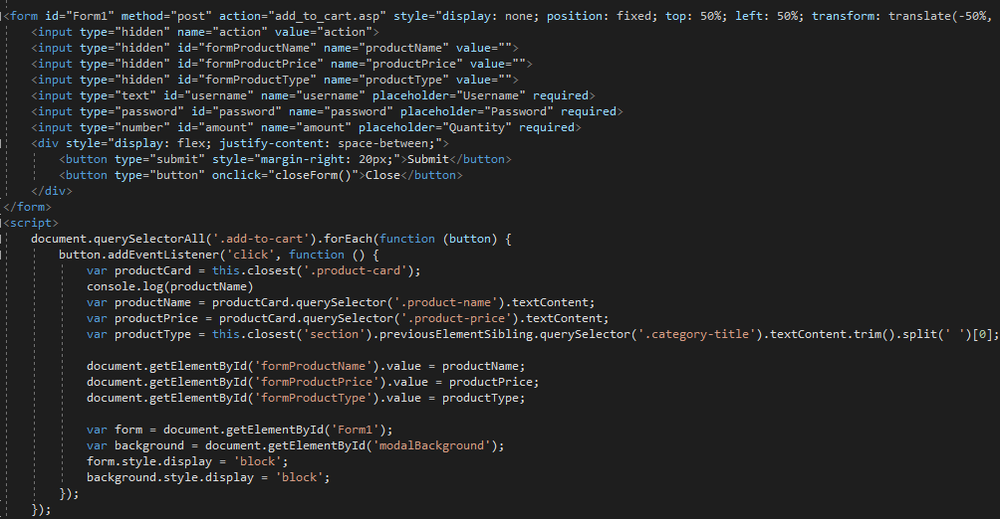 <form id="Form1" method="post" action="add_to_cart.asp" style="display: none; position: fixed; top: 50%; left: 50%; transform: translate(-50%,
<input type="hidden" name="action" value="action">
<input type="hidden" id="formProductName" name="productName" value="">
<input type="hidden" id="formProductPrice" name="productPrice" value="">
<input type="hidden" id="formProductType" name="productType" value="">
<input type="text" id="username" name="username" placeholder="Username" required>
<input type="password" id="password" name="password" placeholder="Password" required>
<input type="number" id="amount" name="amount" placeholder="Quantity" required>
<div style="display: flex; justify-content: space-between;">
<button type="submit" style="margin-right: 20px;">Submit</button>
<button type="button" onclick="closeForm()">Close</button>
</div>
</form>
<script>
document.querySelectorAll('.add-to-cart').forEach(function (button) {
button.addEventListener('click', function () {
var productCard = this.closest('.product-card');
console.log(productName)
var productName = productCard.querySelector('.product-name').textContent;
var productPrice = productCard.querySelector('.product-price').textContent;
var productType = this.closest('section').previousElementSibling.querySelector('.category-title').textContent.trim().split(' ')[0];
document.getElementById('formProductName').value = productName;
document.getElementById('formProductPrice').value = productPrice;
document.getElementById('formProductType').value = productType;
var form = document.getElementById('Form1');
var background = document.getElementById('modalBackground');
form.style.display = 'block';
background.style.display = 'block';
});
});